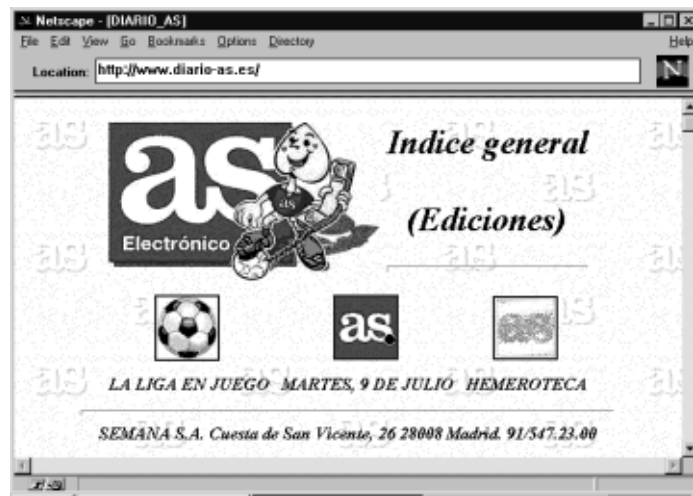 Netscape - [DIARIO_AS]
File Edit View Go Bookmarks Options Directory Help
Location: http://www.diario-as.es/
as
Electrónico
as
Indice general
(Ediciones)
as.
as
LA LIGA EN JUEGO MARTES, 9 DE JULIO HEMEROTECA
SEMANA S.A. Cuesta de San Vicente, 26 28008 Madrid. 91/547.23.00